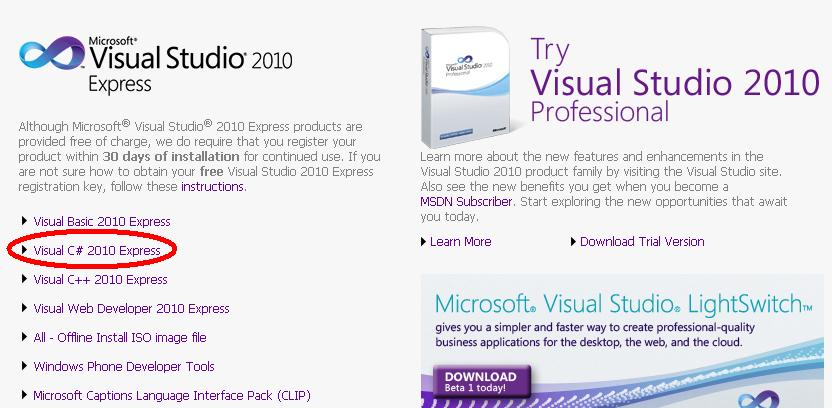 Microsoft®
Visual Studio® 2010
Express
Although Microsoft® Visual Studio® 2010 Express products are
provided free of charge, we do require that you register your
product within 30 days of installation for continued use. If you
are not sure how to obtain your free Visual Studio 2010 Express
registration key, follow these instructions.
Visual Basic 2010 Express
Visual C# 2010 Express
Visual C++ 2010 Express
Visual Web Developer 2010 Express
All - Offline Install ISO image file
Windows Phone Developer Tools
Microsoft Captions Language Interface Pack (CLIP)
Try
Visual Studio 2010
Professional
Learn more about the new features and enhancements in the
Visual Studio 2010 product family by visiting the Visual Studio site.
Also see the new benefits you get when you become a
MSDN Subscriber. Start exploring the new opportunities that await
you today.
Learn More
Download Trial Version
Microsoft® Visual Studio® LightSwitch™
gives you a simpler and faster way to create professional-quality
business applications for the desktop, the web, and the cloud.
DOWNLOAD
Beta 1 today!